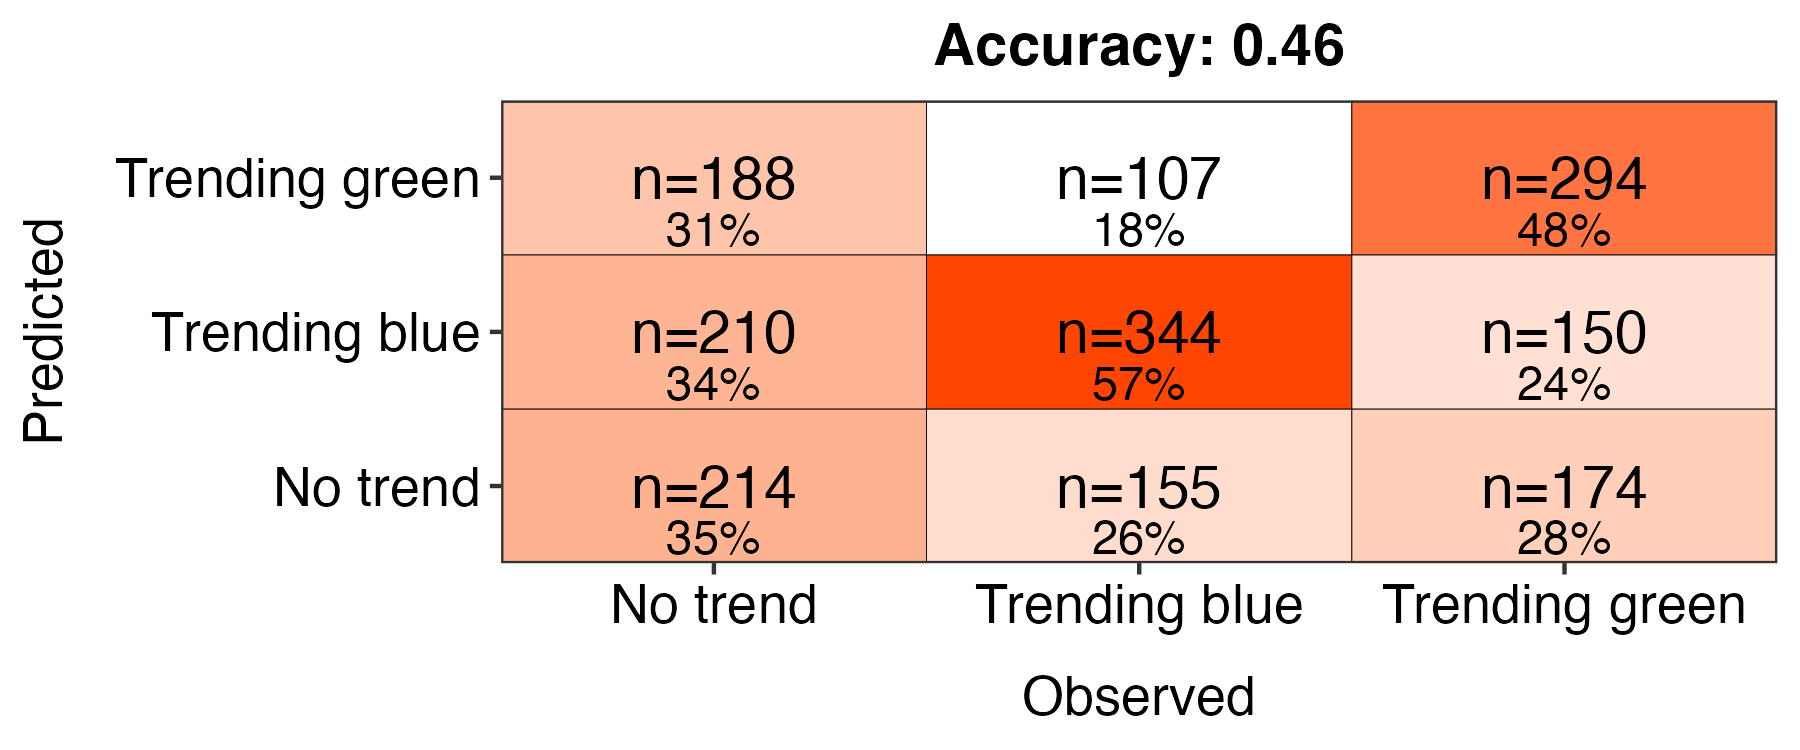 Accuracy: 0.46
Predicted
Trending green
n=188
31%
n=107
18%
n=294
48%
Trending blue
n=210
34%
n=344
57%
n=150
24%
No trend
n=214
35%
n=155
26%
n=174
28%
No trend
Trending blue
Trending green
Observed